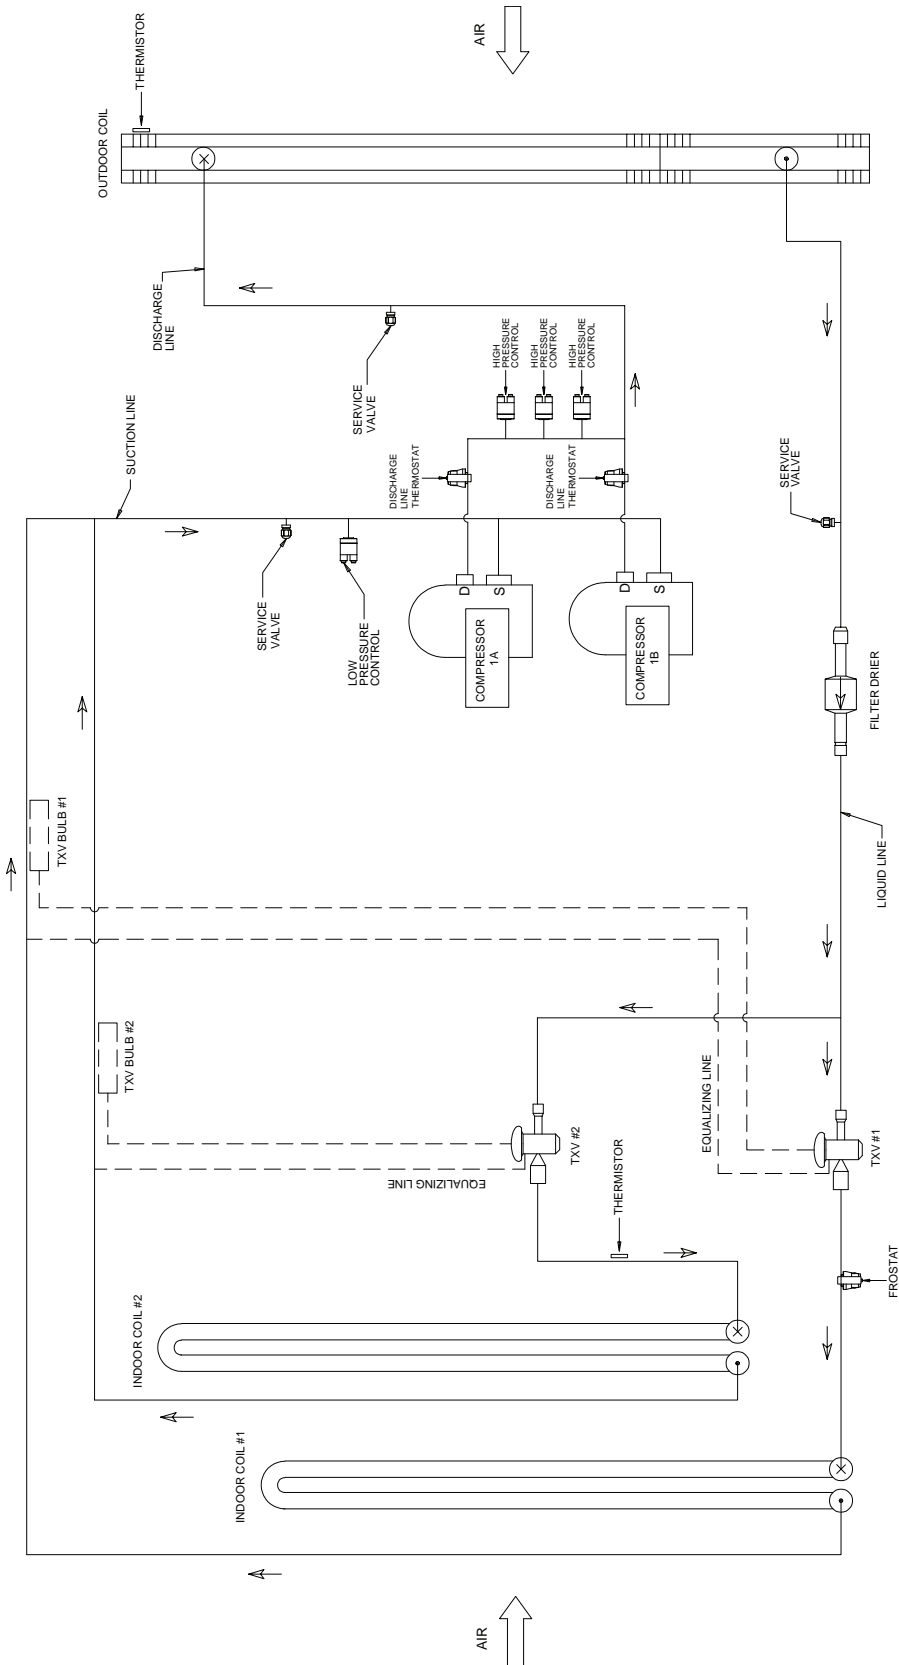 AIR
OUTDOOR COIL
THERMISTOR
DISCHARGE
LINE
SUCTION LINE
SERVICE
VALVE
HIGH
PRESSURE
CONTROL
HIGH
PRESSURE
CONTROL
HIGH
PRESSURE
CONTROL
DISCHARGE
LINE
THERMOSTAT
DISCHARGE
LINE
THERMOSTAT
SERVICE
VALVE
SERVICE
VALVE
LOW
PRESSURE
CONTROL
D
S
COMPRESSOR
1A
D
S
COMPRESSOR
1B
FILTER DRIER
TXV BULB #1
LIQUID LINE
TXV BULB #2
EQUALIZING LINE
TXV #2
TXV #1
EQUALIZING LINE
THERMISTOR
FROSTAT
INDOOR COIL #2
INDOOR COIL #1
AIR